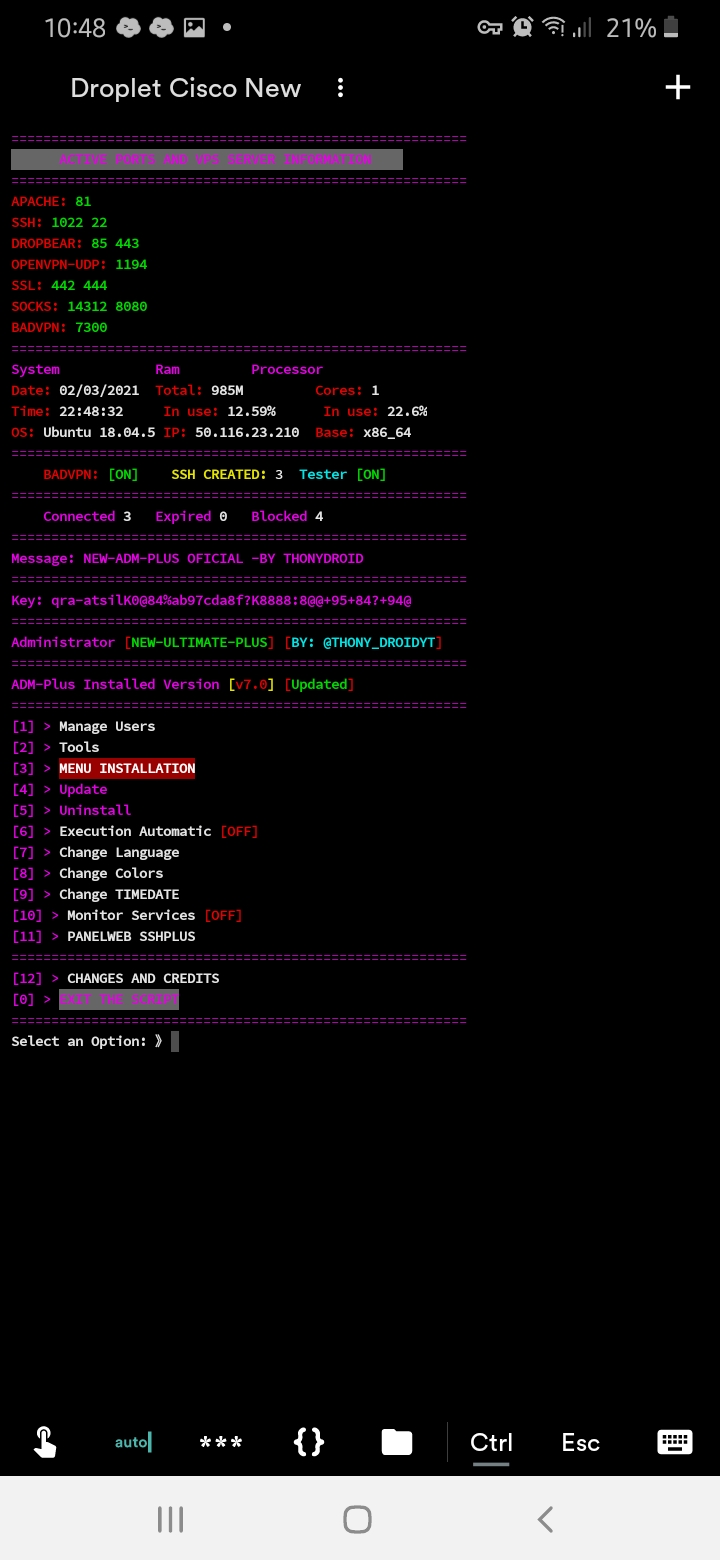 10:48 21%
Droplet Cisco New
=========================================================
ACTIVE PORTS AND VPS SERVER INFORMATION
=========================================================
APACHE: 81
SSH: 1022 22
DROPBEAR: 85 443
OPENVPN-UDP: 1194
SSL: 442 444
SOCKS: 14312 8080
BADVPN: 7300
=========================================================
System Ram Processor
Date: 02/03/2021 Total: 985M Cores: 1
Time: 22:48:32 In use: 12.59% In use: 22.6%
OS: Ubuntu 18.04.5 IP: 50.116.23.210 Base: x86_64
=========================================================
BADVPN: [ON] SSH CREATED: 3 Tester [ON]
=========================================================
Connected 3 Expired 0 Blocked 4
=========================================================
Message: NEW-ADM-PLUS OFICIAL -BY THONYDROID
=========================================================
Key: qra-atsilK0@84%ab97cda8f?K8888:8@@+95+84?+94@
=========================================================
Administrator [NEW-ULTIMATE-PLUS] [BY: @THONY_DROIDYT]
=========================================================
ADM-Plus Installed Version [v7.0] [Updated]
=========================================================
[1] > Manage Users
[2] > Tools
[3] > MENU INSTALLATION
[4] > Update
[5] > Uninstall
[6] > Execution Automatic [OFF]
[7] > Change Language
[8] > Change Colors
[9] > Change TIMEDATE
[10] > Monitor Services [OFF]
[11] > PANELWEB SSHPLUS
=========================================================
[12] > CHANGES AND CREDITS
[0] > EXIT THE SCRIPT
=========================================================
Select an Option: 》
auto *** {} Ctrl Esc